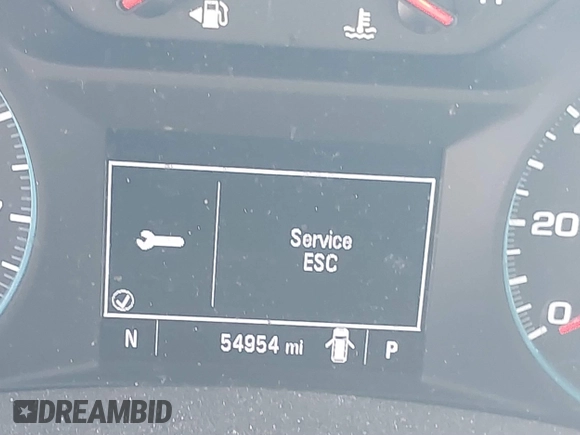 Service
ESC
N 54954 mi P
20
0
DREAMBID